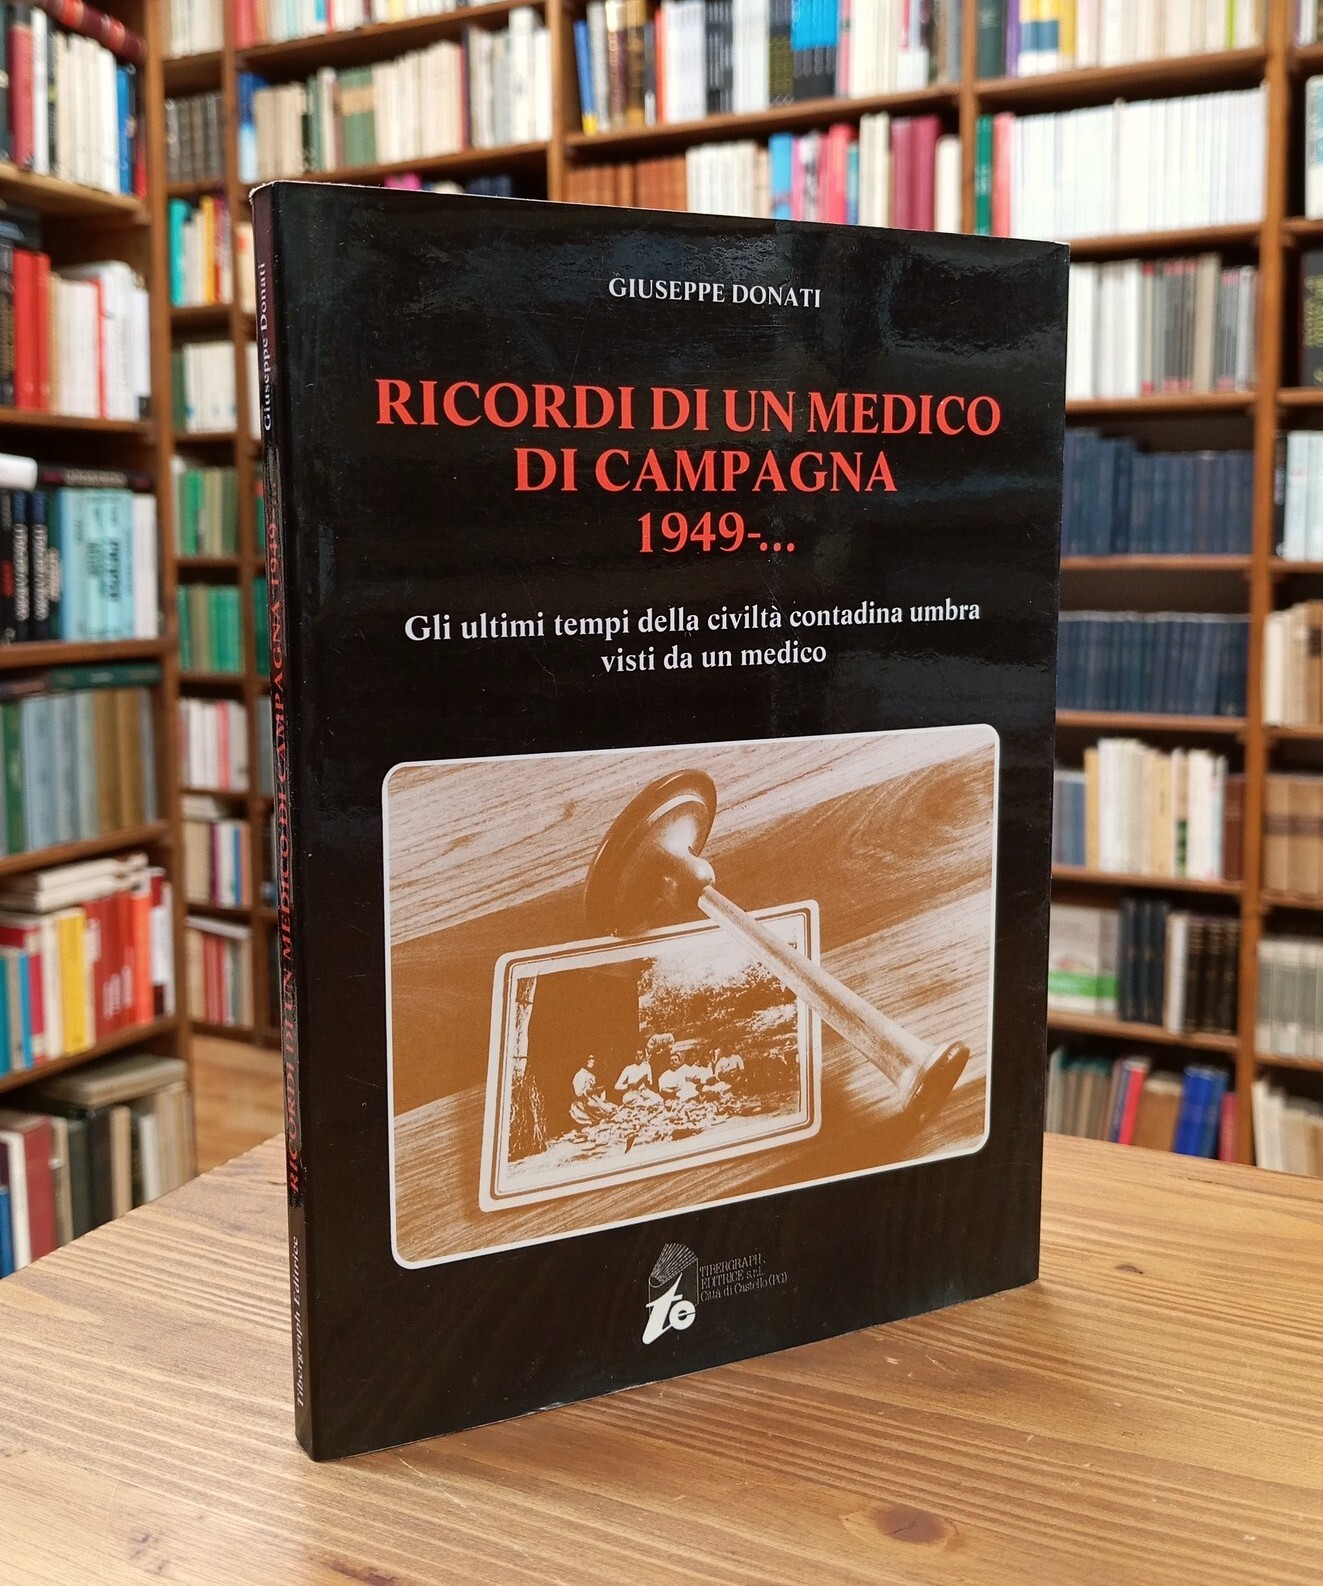 GIUSEPPE DONATI
RICORDI DI UN MEDICO
DI CAMPAGNA
1949-...
Gli ultimi tempi della civiltà contadina umbra
visti da un medico
te
TIBERGRAPH
EDITRICE s.r.l.
Città di Castello (PG)
Giuseppe Donati
RICORDI DI UN MEDICO DI CAMPAGNA 1949-...
Tibergraph Editrice